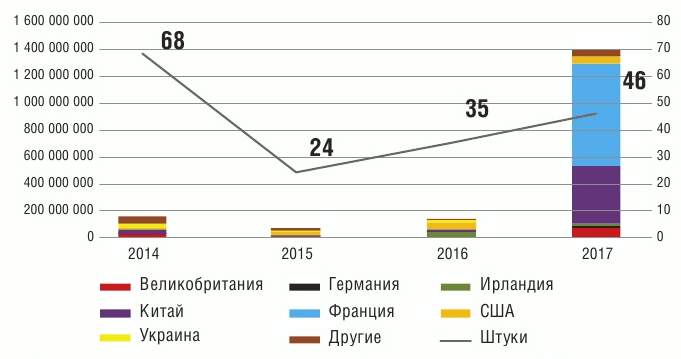 1 600 000 000 80
1 400 000 000 68 70
1 200 000 000 46 60
1 000 000 000 35 50
800 000 000 40
600 000 000 24 30
400 000 000 20
200 000 000 10
0 0
2014 2015 2016 2017
Великобритания Германия Ирландия
Китай Франция США
Украина Другие Штуки